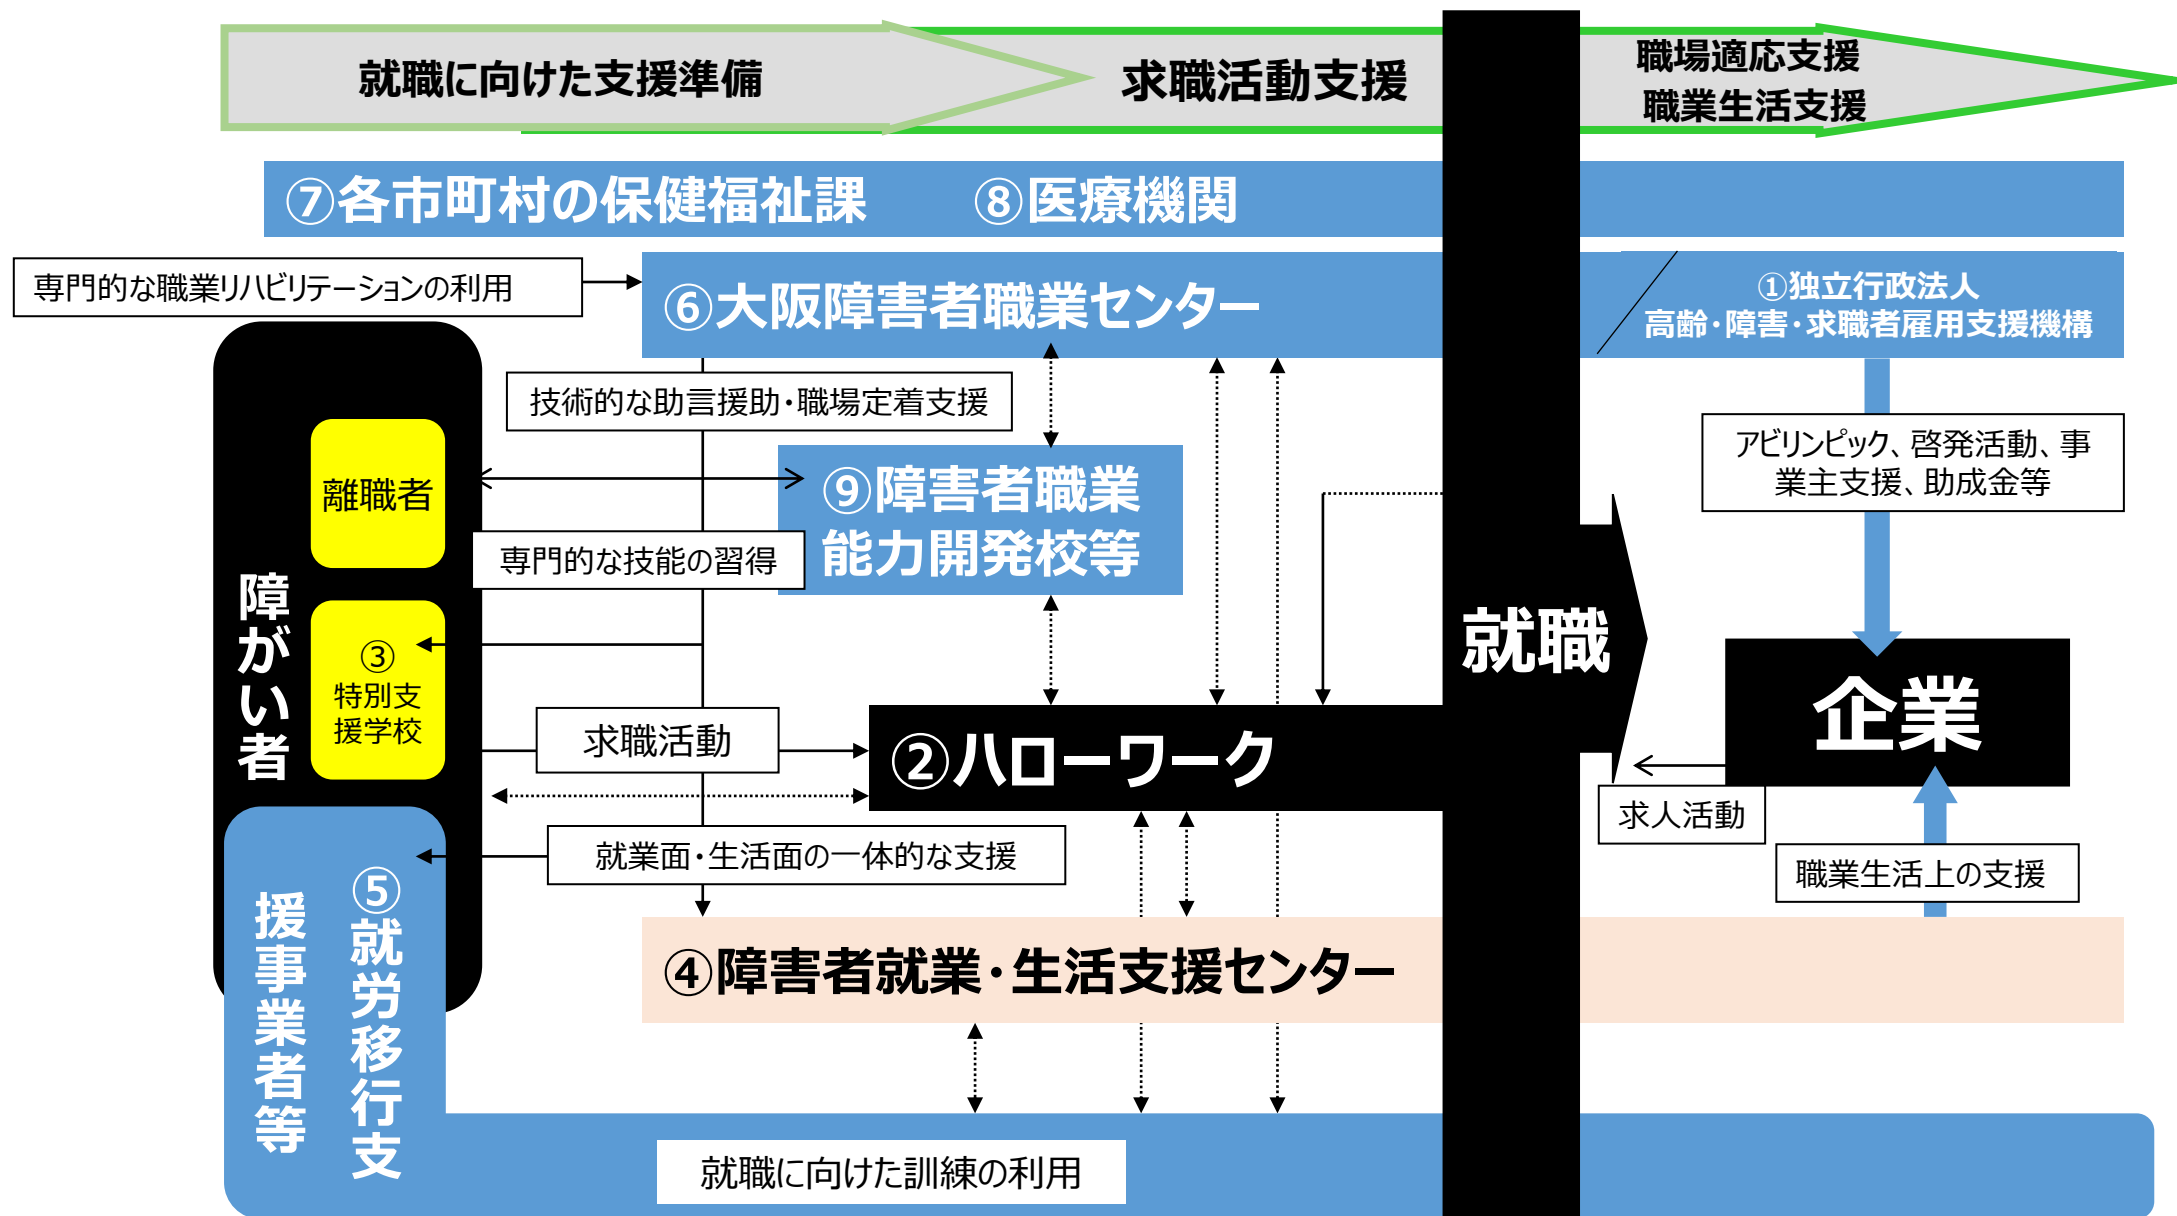 就職に向けた支援準備
求職活動支援
職場適応支援
職業生活支援
⑦各市町村の保健福祉課　　⑧医療機関
専門的な職業リハビリテーションの利用
⑥大阪障害者職業センター
①独立行政法人
高齢・障害・求職者雇用支援機構
技術的な助言援助・職場定着支援
アビリンピック、啓発活動、事
業主支援、助成金等
離職者
⑨障害者職業
能力開発校等
専門的な技能の習得
障がい者
就職
③
特別支
援学校
企業
求職活動
②ハローワーク
求人活動
就業面・生活面の一体的な支援
職業生活上の支援
⑤就労移行支
援事業者等
④障害者就業・生活支援センター
就職に向けた訓練の利用